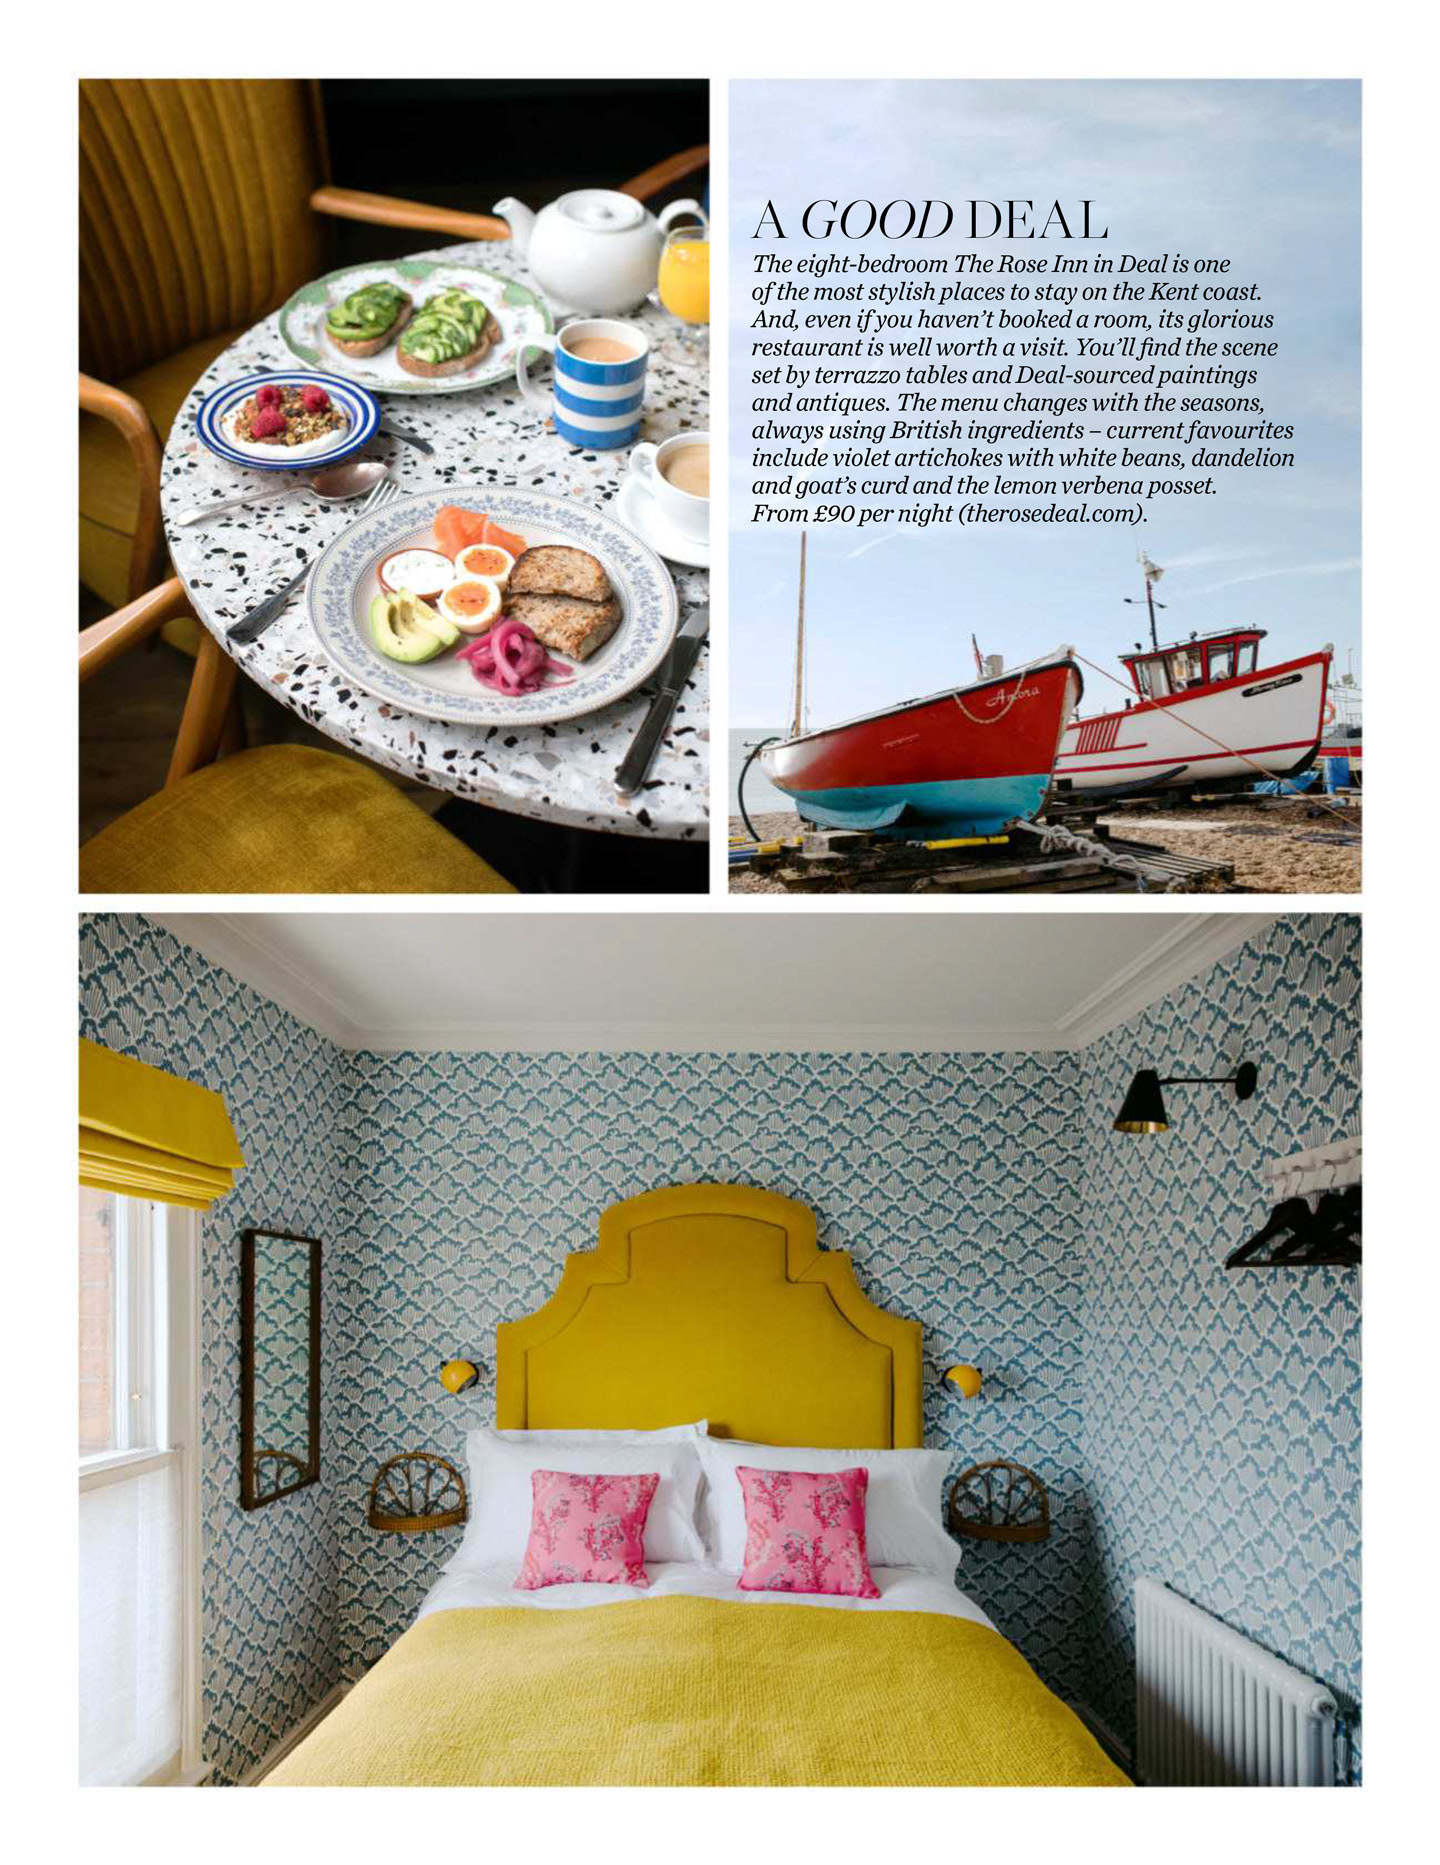 A GOOD DEAL
The eight-bedroom The Rose Inn in Deal is one
of the most stylish places to stay on the Kent coast.
And, even if you haven’t booked a room, its glorious
restaurant is well worth a visit. You’ll find the scene
set by terrazzo tables and Deal-sourced paintings
and antiques. The menu changes with the seasons,
always using British ingredients – current favourites
include violet artichokes with white beans, dandelion
and goat’s curd and the lemon verbena posset.
From £90 per night (therosedeal.com).